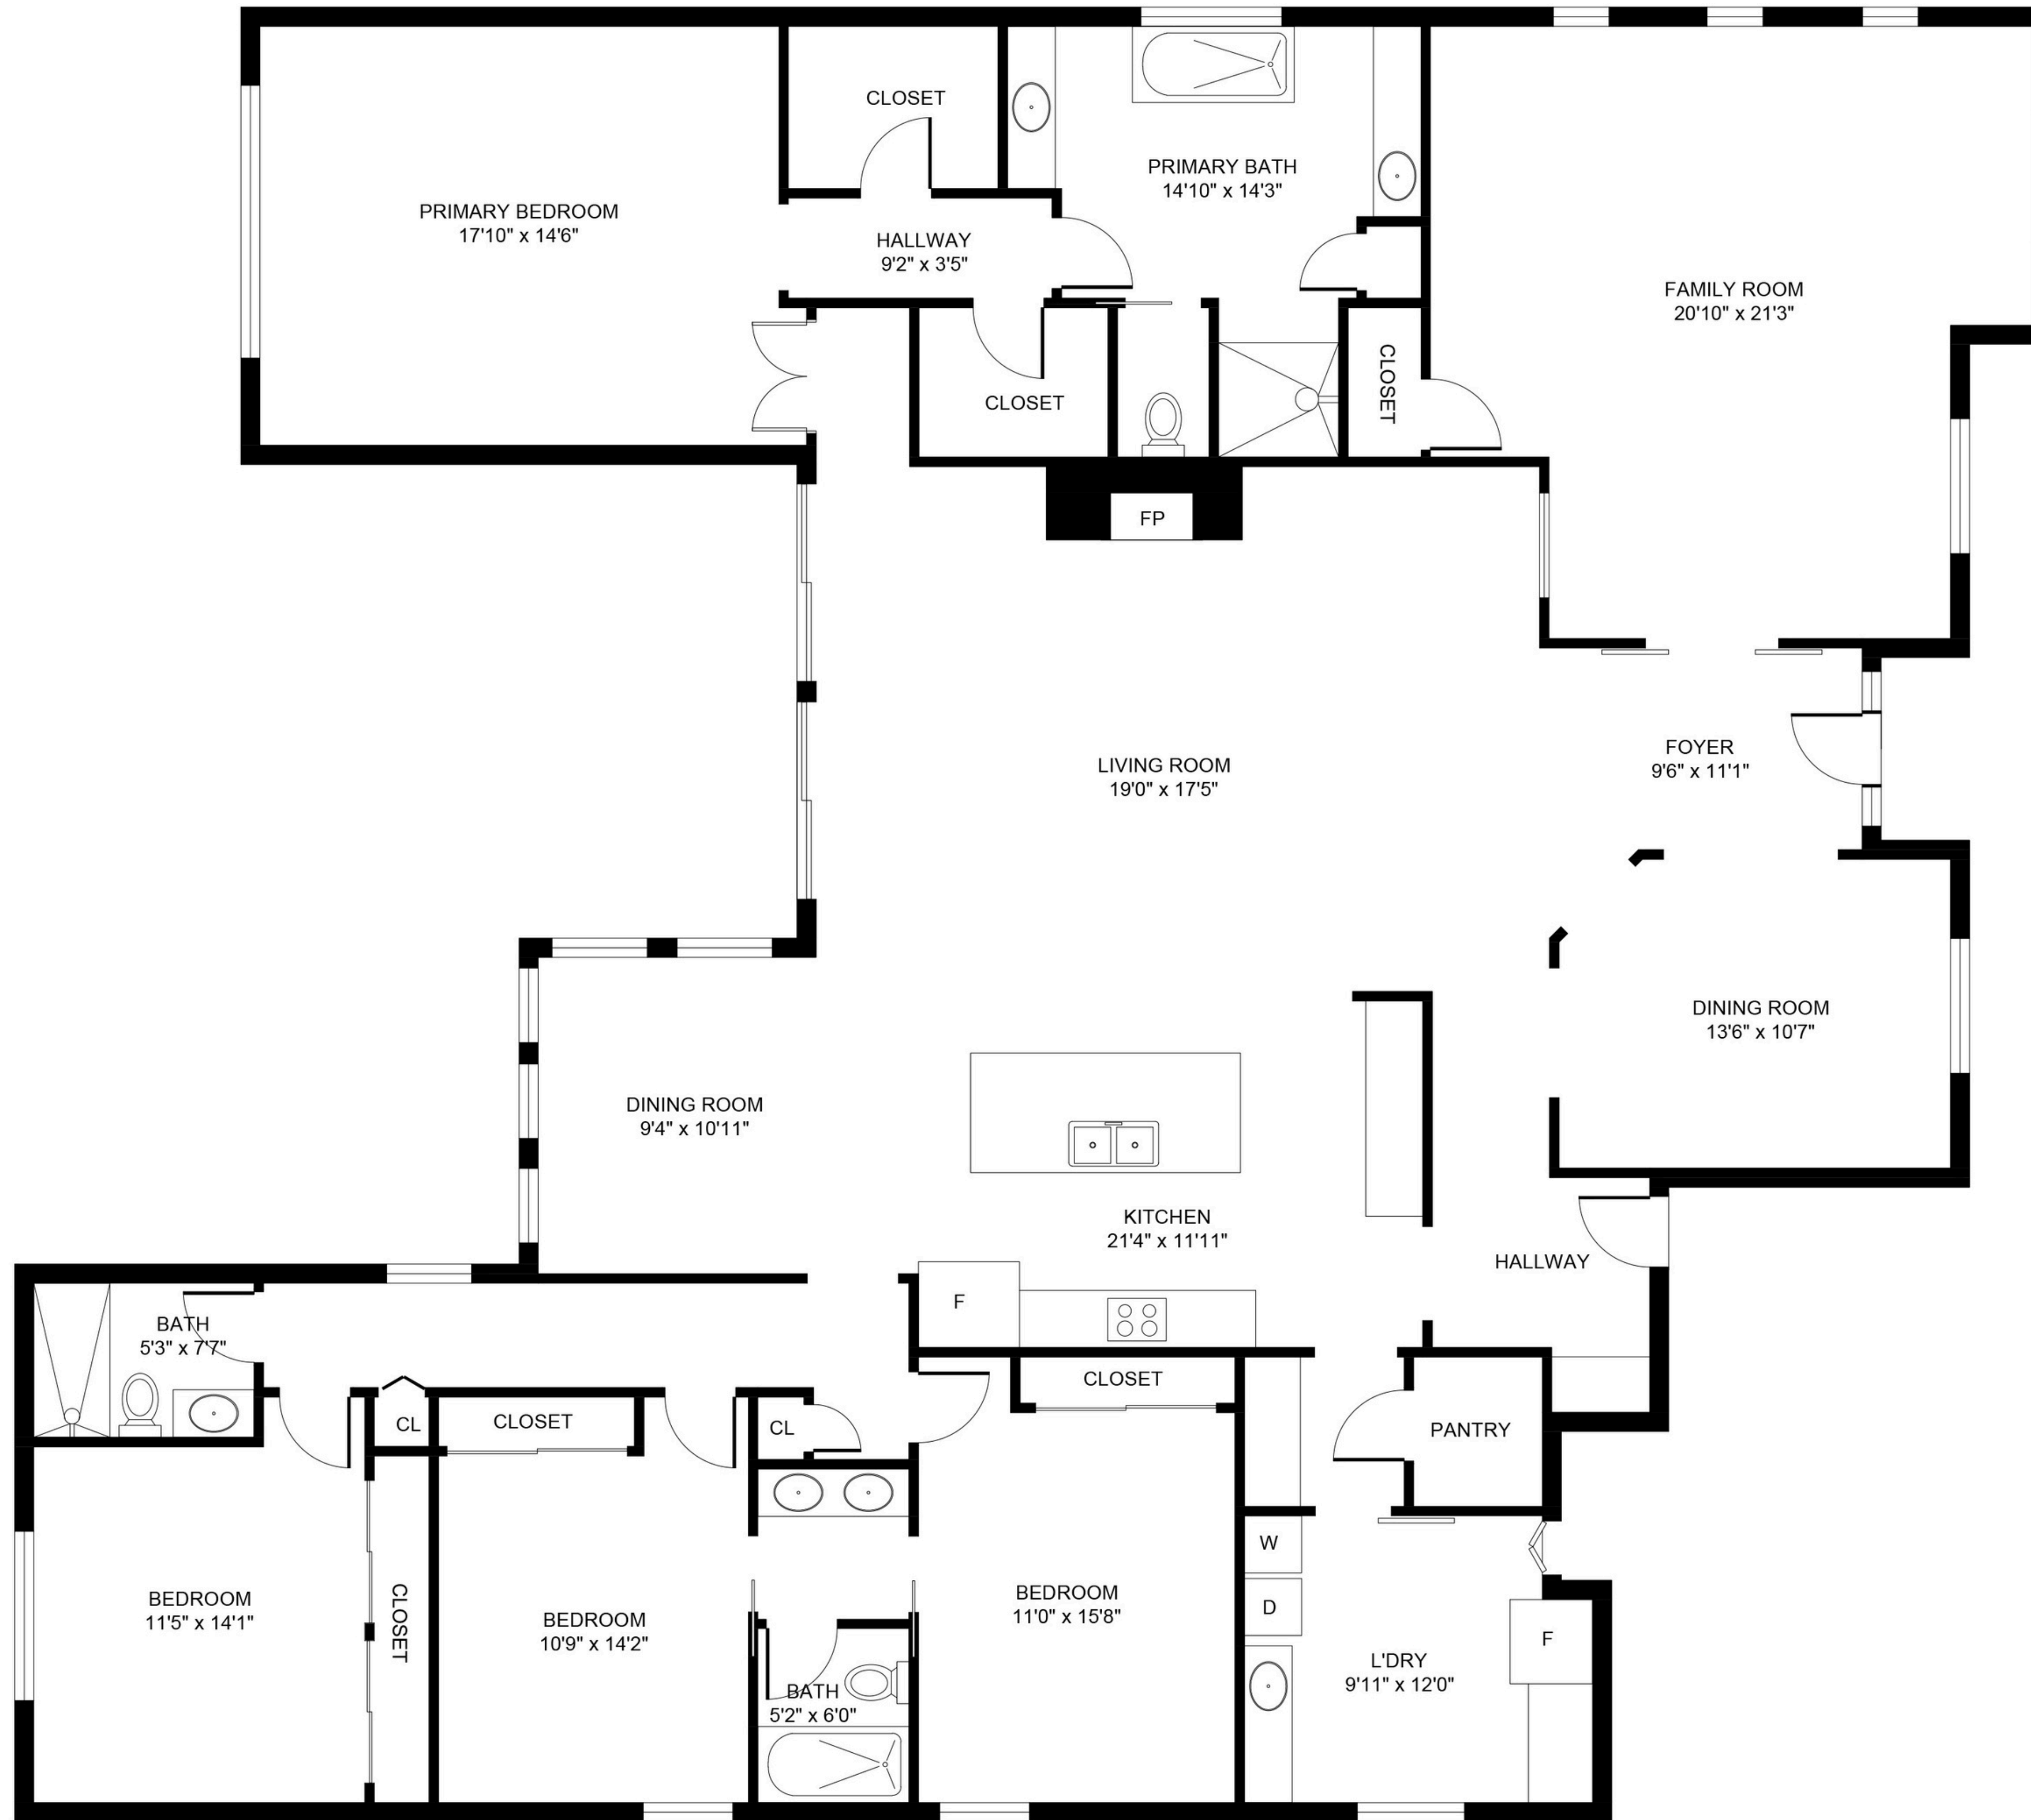 CLOSET
PRIMARY BATH
14'10" x 14'3"
PRIMARY BEDROOM
17'10" x 14'6"
HALLWAY
9'2" x 3'5"
FAMILY ROOM
20'10" x 21'3"
CLOSET
CLOSET
FP
FOYER
9'6" x 11'1"
LIVING ROOM
19'0" x 17'5"
DINING ROOM
13'6" x 10'7"
DINING ROOM
9'4" x 10'11"
KITCHEN
21'4" x 11'11"
HALLWAY
F
BATH
5'3" x 7'7"
CLOSET
CL
CLOSET
CL
PANTRY
W
BEDROOM
11'5" x 14'1"
CLOSET
BEDROOM
10'9" x 14'2"
BEDROOM
11'0" x 15'8"
D
F
L'DRY
9'11" x 12'0"
BATH
5'2" x 6'0"